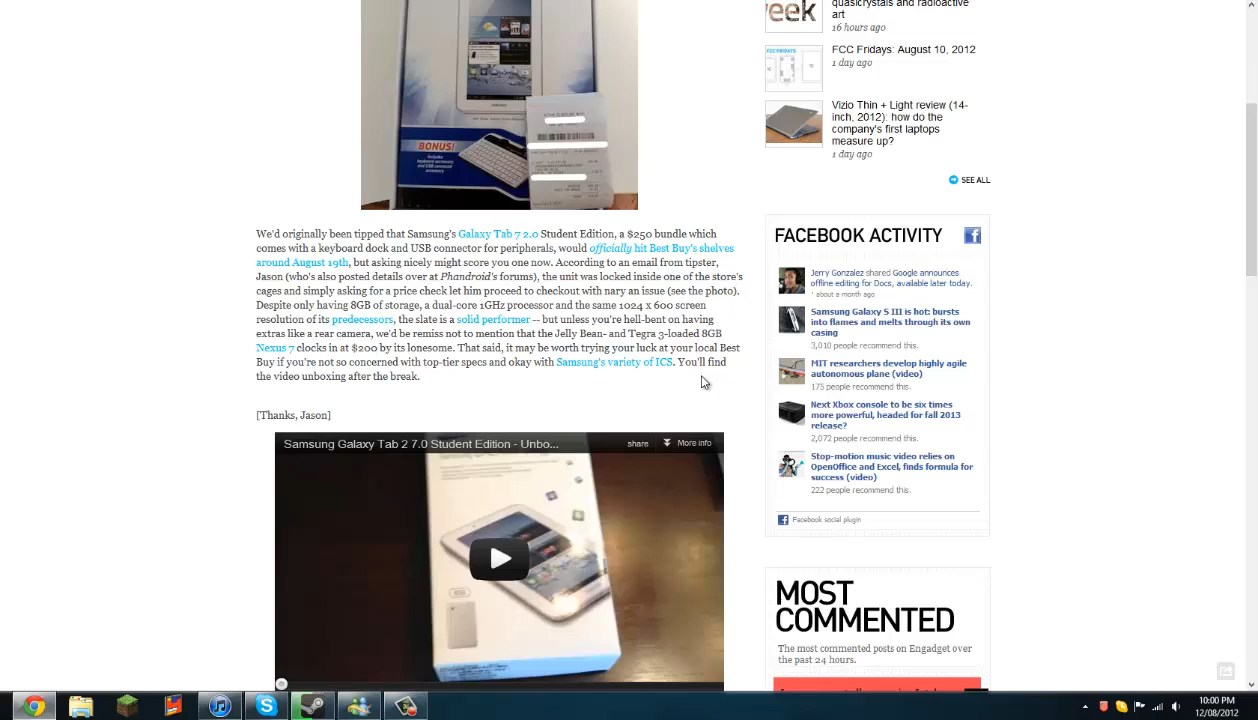 quasicrystals and radioactive
art
16 hours ago
FCC Fridays: August 10, 2012
1 day ago
Vizio Thin + Light review (14-
inch, 2012): how do the
company's first laptops
measure up?
1 day ago
SEE ALL
BONUS!
We'd originally been tipped that Samsung's Galaxy Tab 7 2.0 Student Edition, a $250 bundle which
comes with a keyboard dock and USB connector for peripherals, would officially hit Best Buy's shelves
around August 19th, but asking nicely might score you one now. According to an email from tipster,
Jason (who's also posted details over at Phandroid's forums), the unit was locked inside one of the store's
cages and simply asking for a price check let him proceed to checkout with nary an issue (see the photo).
Despite only having 8GB of storage, a dual-core 1GHz processor and the same 1024 x 600 screen
resolution of its predecessors, the slate is a solid performer -- but unless you're hell-bent on having
extras like a rear camera, we'd be remiss not to mention that the Jelly Bean- and Tegra 3-loaded 8GB
Nexus 7 clocks in at $200 by its lonesome. That said, it may be worth trying your luck at your local Best
Buy if you're not so concerned with top-tier specs and okay with Samsung's variety of ICS. You'll find
the video unboxing after the break.
[Thanks, Jason]
Samsung Galaxy Tab 2 7.0 Student Edition - Unbo...
share
More info
FACEBOOK ACTIVITY
Jerry Gonzalez shared Google announces
offline editing for Docs, available later today.
about a month ago
Samsung Galaxy S III is hot: bursts
into flames and melts through its own
casing
3,010 people recommend this.
MIT researchers develop highly agile
autonomous plane (video)
175 people recommend this.
Next Xbox console to be six times
more powerful, headed for fall 2013
release?
2,072 people recommend this.
Stop-motion music video relies on
OpenOffice and Excel, finds formula for
success (video)
222 people recommend this.
Facebook social plugin
MOST
COMMENTED
The most commented posts on Engadget over
the past 24 hours.
10:00 PM
12/08/2012